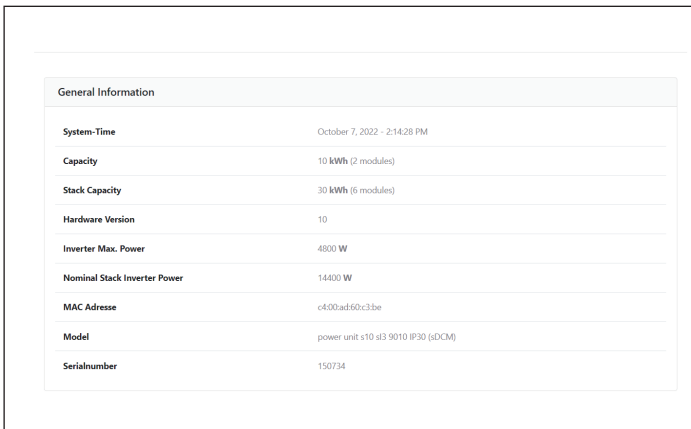 General Information
System-Time October 7, 2022 - 2:14:28 PM
Capacity 10 kWh (2 modules)
Stack Capacity 30 kWh (6 modules)
Hardware Version 10
Inverter Max. Power 4800 W
Nominal Stack Inverter Power 14400 W
MAC Adresse c4:00:ad:60:c3:be
Model power unit s10 sl3 9010 IP30 (sDCM)
Serialnumber 150734